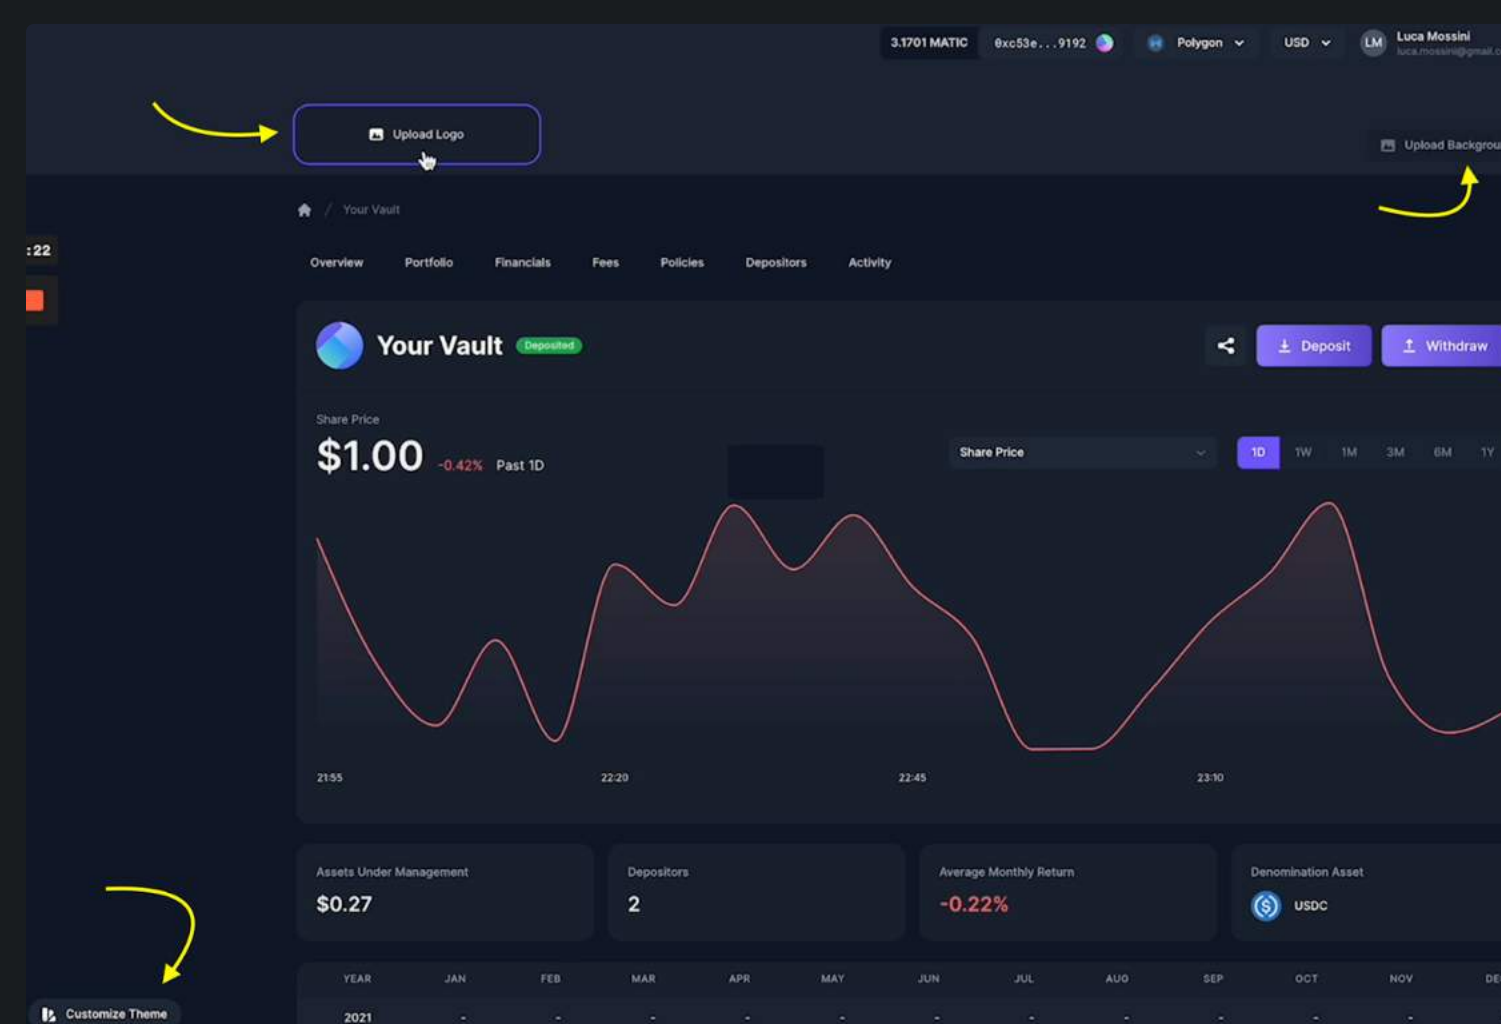 3.1701 MATIC 0xc53e...9192 Polygon USD LM Luca Mossini
Upload Logo
Upload Backgrou
Your Vault
:22
Overview Portfolio Financials Fees Policies Depositors Activity
Your Vault Deposited Deposit Withdraw
Share Price
$1.00 -0.42% Past 1D
Share Price 1D 1W 1M 3M 6M 1Y
21:55 22:20 22:45 23:10
Assets Under Management Depositors Average Monthly Return Denomination Asset
$0.27 2 -0.22% USDC
YEAR JAN FEB MAR APR MAY JUN JUL AUG SEP OCT NOV DE
Customize Theme
2021 - - - - - - - - - - -